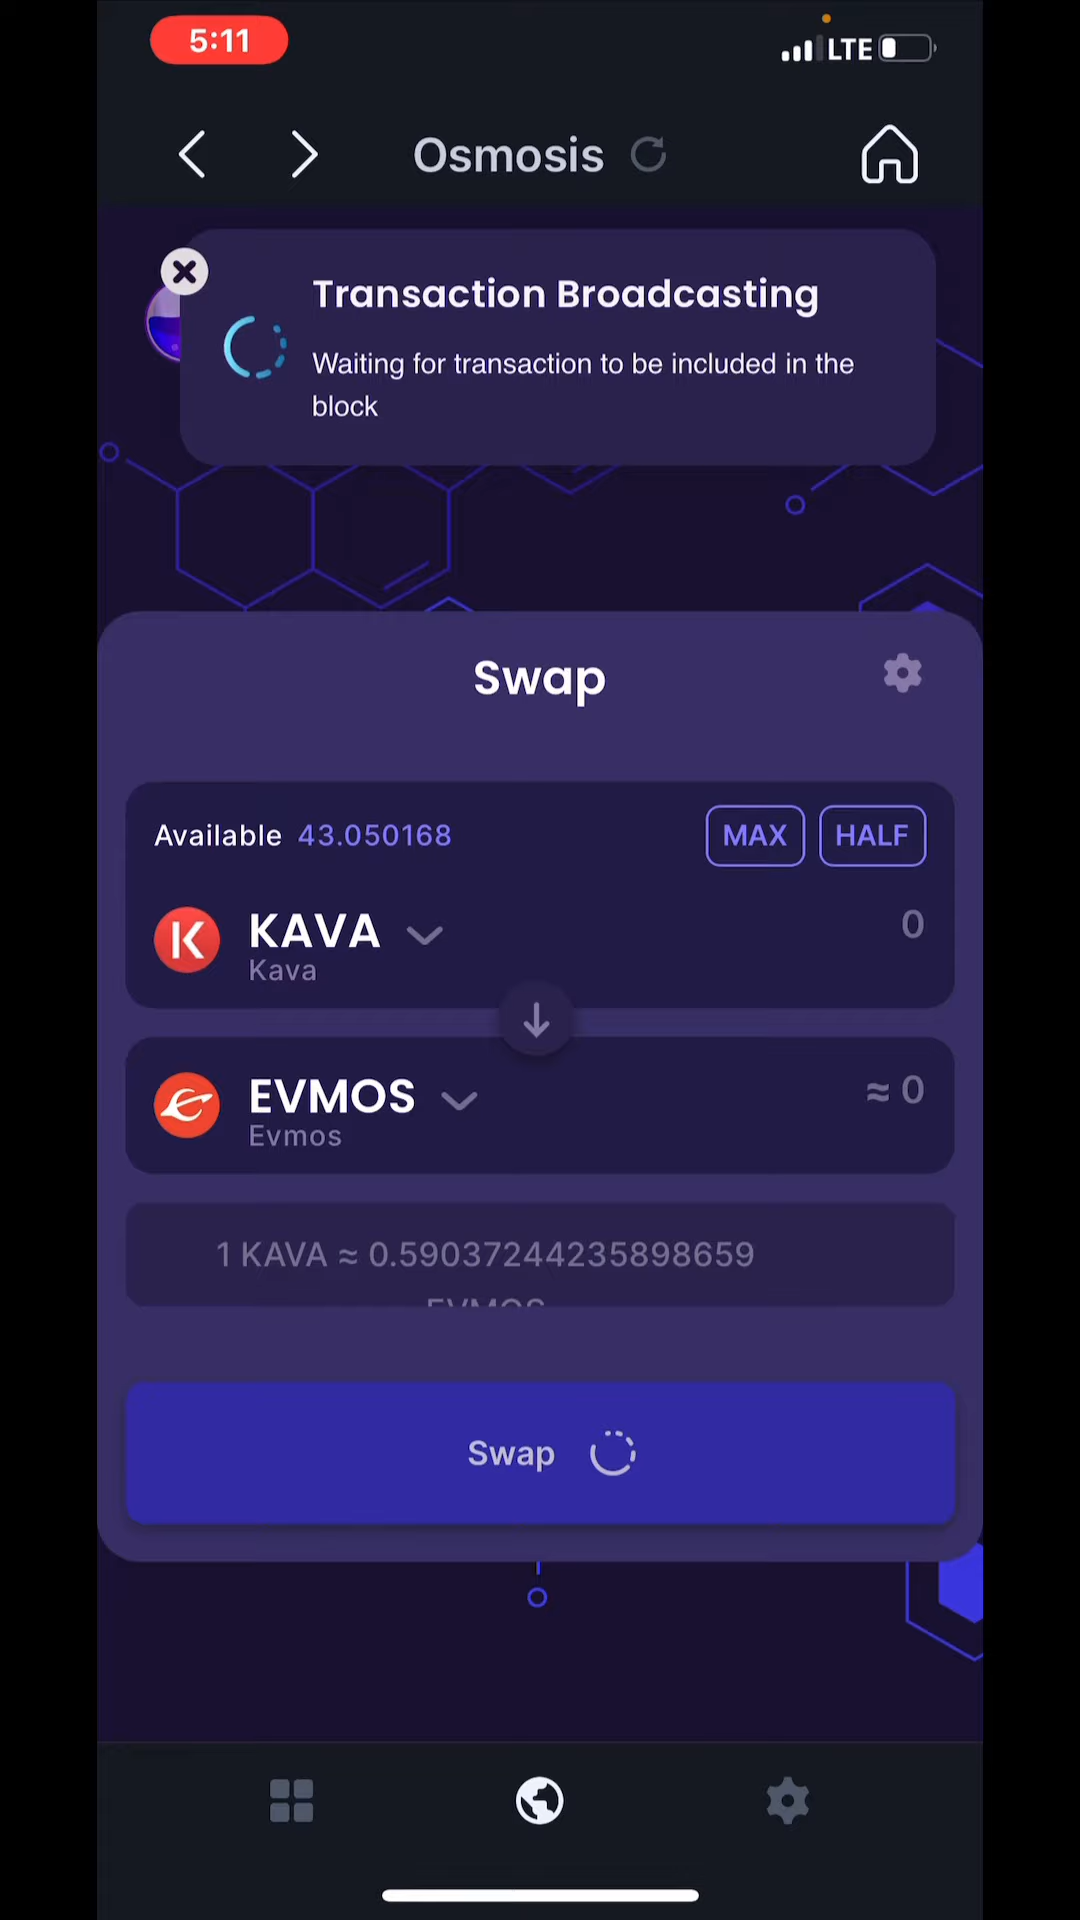 5:11
LTE
Osmosis
Transaction Broadcasting
Waiting for transaction to be included in the
block
Swap
Available 43.050168
MAX
HALF
KAVA
0
Kava
EVMOS
≈ 0
Evmos
1 KAVA ≈ 0.59037244235898659
EVMOS
Swap